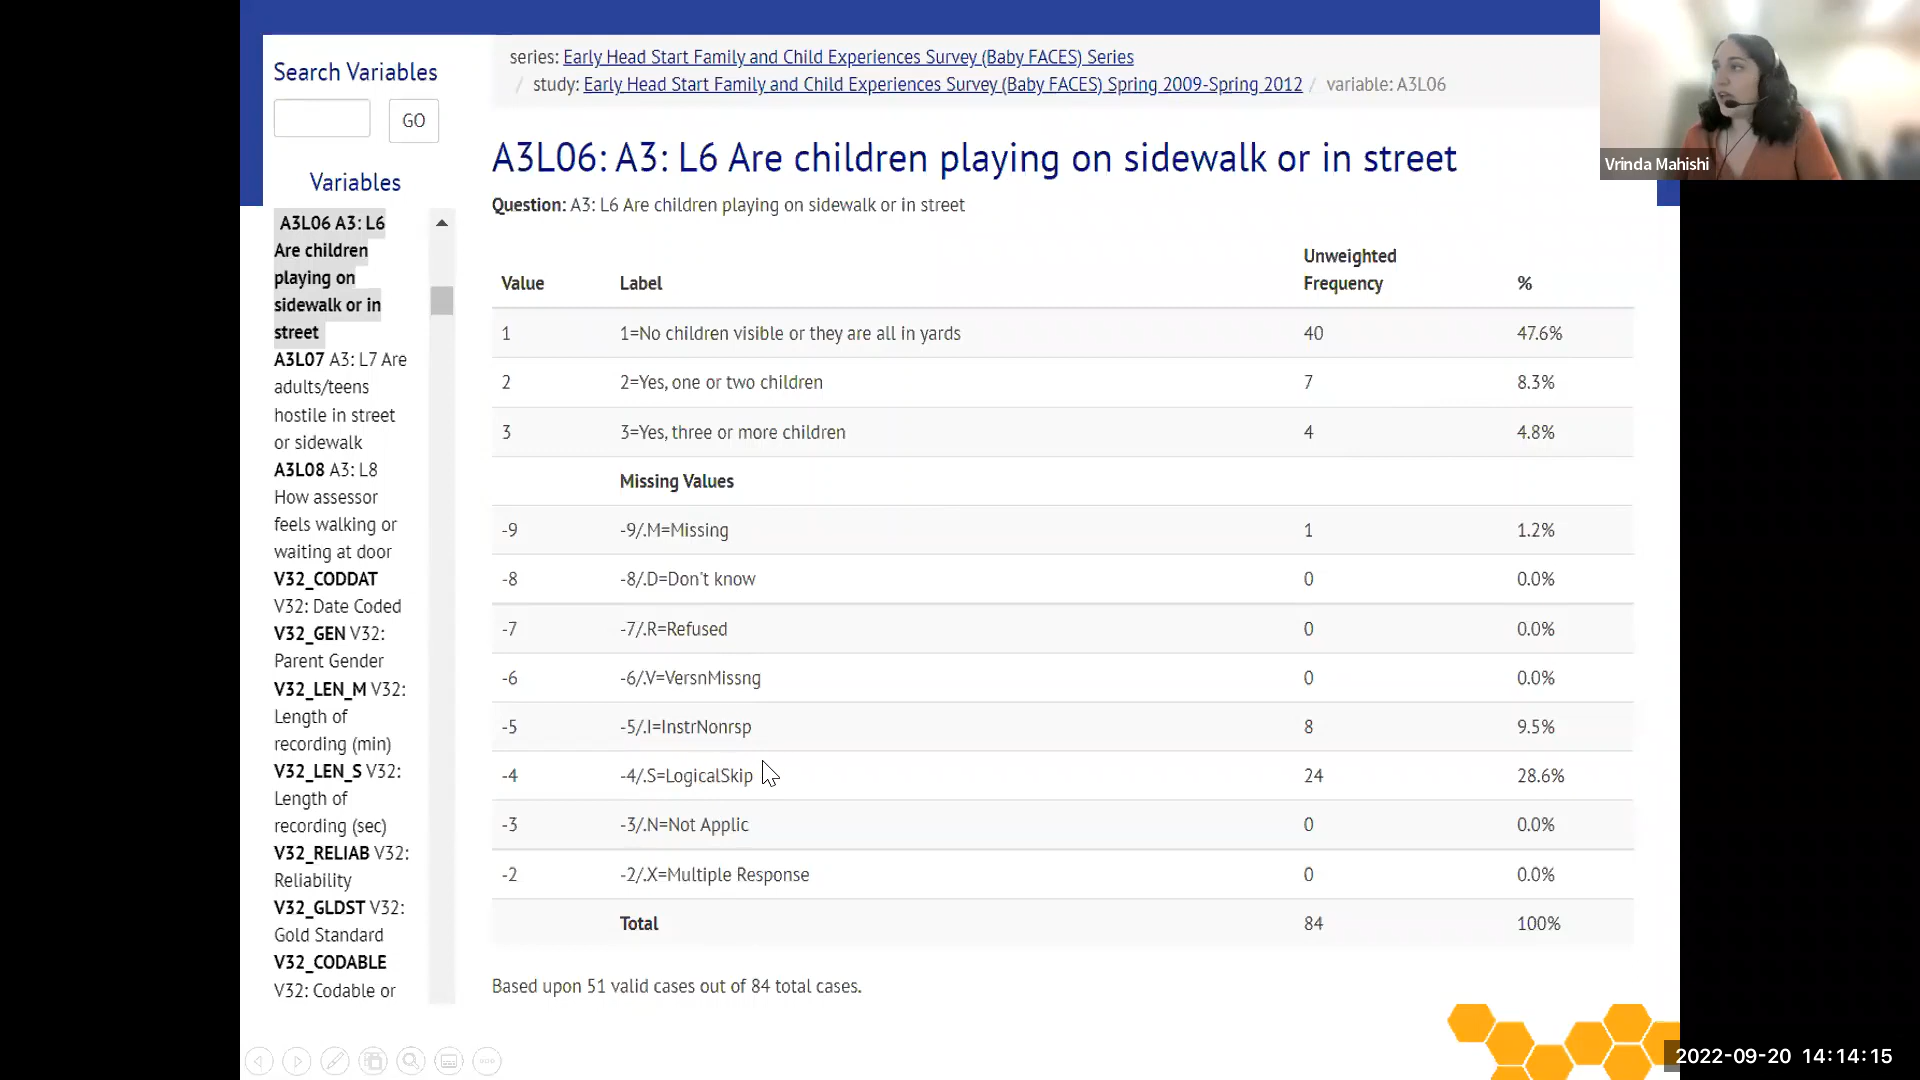 Search Variables
GO
Variables
A3L06 A3: L6
Are children
playing on
sidewalk or in
street
A3L07 A3: L7 Are
adults/teens
hostile in street
or sidewalk
A3L08 A3: L8
How assessor
feels walking or
waiting at door
V32_CODDAT
V32: Date Coded
V32_GEN V32:
Parent Gender
V32_LEN_M V32:
Length of
recording (min)
V32_LEN_S V32:
Length of
recording (sec)
V32_RELIAB V32:
Reliability
V32_GLDST V32:
Gold Standard
V32_CODABLE
V32: Codable or
series: Early Head Start Family and Child Experiences Survey (Baby FACES) Series
/ study: Early Head Start Family and Child Experiences Survey (Baby FACES) Spring 2009-Spring 2012 / variable: A3L06
A3L06: A3: L6 Are children playing on sidewalk or in street
Question: A3: L6 Are children playing on sidewalk or in street
Value Label Unweighted Frequency %
1 1=No children visible or they are all in yards 40 47.6%
2 2=Yes, one or two children 7 8.3%
3 3=Yes, three or more children 4 4.8%
Missing Values
-9 -9/.M=Missing 1 1.2%
-8 -8/.D=Don't know 0 0.0%
-7 -7/.R=Refused 0 0.0%
-6 -6/.V=VersnMissng 0 0.0%
-5 -5/.I=InstrNonrsp 8 9.5%
-4 -4/.S=LogicalSkip 24 28.6%
-3 -3/.N=Not Applic 0 0.0%
-2 -2/.X=Multiple Response 0 0.0%
Total 84 100%
Based upon 51 valid cases out of 84 total cases.
Vrinda Mahishi
2022-09-20 14:14:15